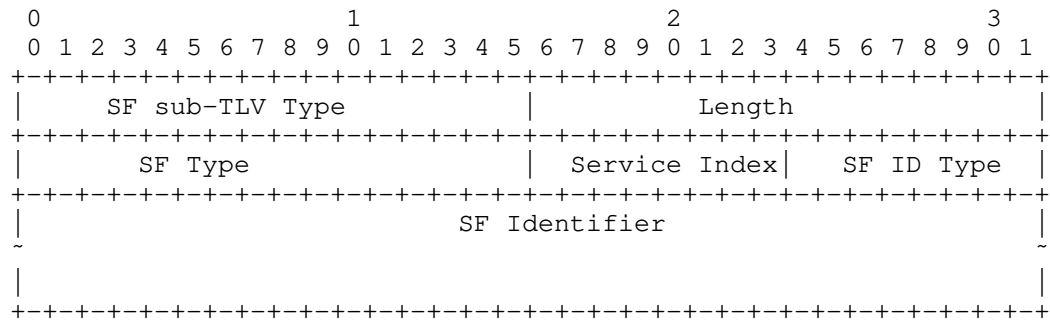 0                   1                   2                   3
 0 1 2 3 4 5 6 7 8 9 0 1 2 3 4 5 6 7 8 9 0 1 2 3 4 5 6 7 8 9 0 1
+-+-+-+-+-+-+-+-+-+-+-+-+-+-+-+-+-+-+-+-+-+-+-+-+-+-+-+-+-+-+-+-+
|     SF sub-TLV Type           |          Length               |
+-+-+-+-+-+-+-+-+-+-+-+-+-+-+-+-+-+-+-+-+-+-+-+-+-+-+-+-+-+-+-+-+
|       SF Type                 |  Service Index|   SF ID Type  |
+-+-+-+-+-+-+-+-+-+-+-+-+-+-+-+-+-+-+-+-+-+-+-+-+-+-+-+-+-+-+-+-+
|                           SF Identifier                       |
~                                                               ~
|                                                               |
+-+-+-+-+-+-+-+-+-+-+-+-+-+-+-+-+-+-+-+-+-+-+-+-+-+-+-+-+-+-+-+-+